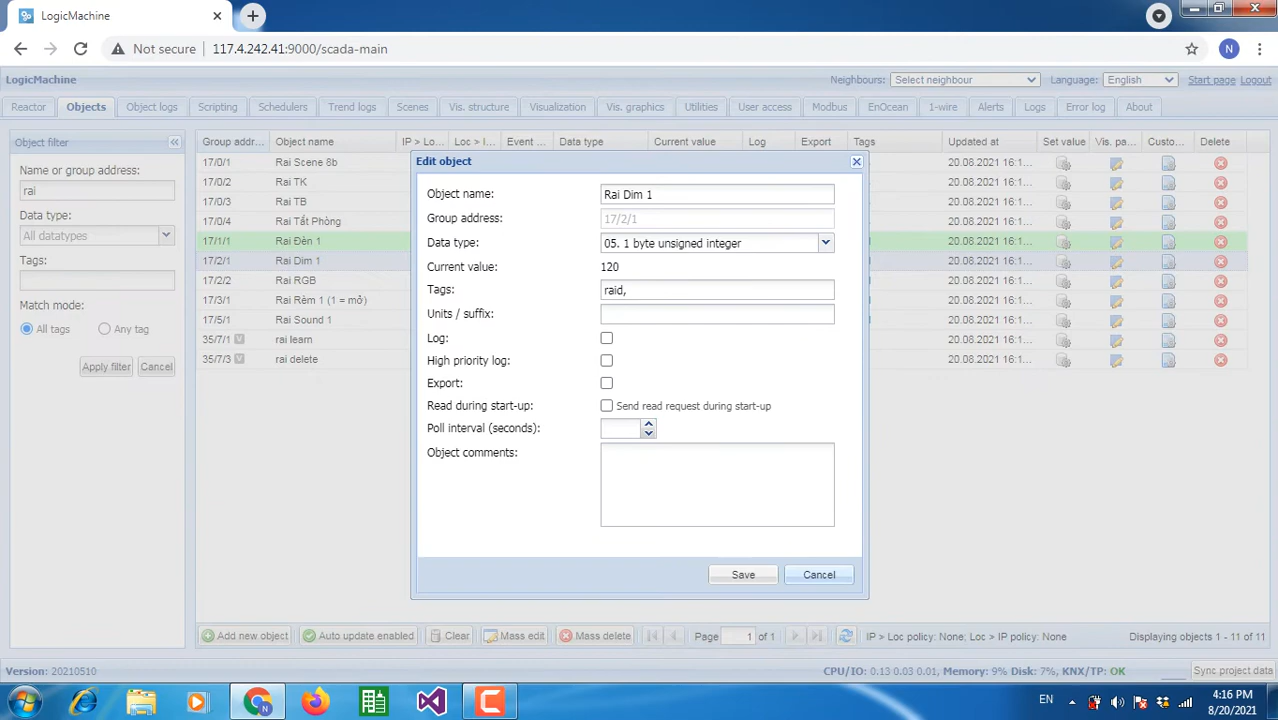 LogicMachine
Not secure 117.4.242.41:9000/scada-main
N
LogicMachine Neighbours: Select neighbour Language: English Start page Logout
Reactor Objects Object logs Scripting Schedulers Trend logs Scenes Vis. structure Visualization Vis. graphics Utilities User access Modbus EnOcean 1-wire Alerts Logs Error log About
Object filter
Name or group address:
rai
Data type:
All datatypes
Tags:
Match mode:
All tags Any tag
Apply filter Cancel
Group addr... Object name IP > Lo... Loc > I... Event ... Data type Current value Log Export Tags Updated at Set value Vis. pa... Custo... Delete
17/0/1 Rai Scene 8b 20.08.2021 16:1...
17/0/2 Rai TK 20.08.2021 16:1...
17/0/3 Rai TB 20.08.2021 16:1...
17/0/4 Rai Tắt Phòng 20.08.2021 16:1...
17/1/1 Rai Đèn 1 20.08.2021 16:1...
17/2/1 Rai Dim 1 20.08.2021 16:1...
17/2/2 Rai RGB 20.08.2021 16:1...
17/3/1 Rai Rèm 1 (1 = mở) 20.08.2021 16:1...
17/5/1 Rai Sound 1 20.08.2021 16:1...
35/7/1 V rai learn 20.08.2021 16:1...
35/7/3 V rai delete 20.08.2021 16:1...
Edit object
Object name: Rai Dim 1
Group address: 17/2/1
Data type: 05. 1 byte unsigned integer
Current value: 120
Tags: raid,
Units / suffix:
Log:
High priority log:
Export:
Read during start-up: Send read request during start-up
Poll interval (seconds):
Object comments:
Save Cancel
Add new object Auto update enabled Clear Mass edit Mass delete Page 1 of 1 IP > Loc policy: None; Loc > IP policy: None Displaying objects 1 - 11 of 11
Version: 20210510 CPU/IO: 0.13 0.03 0.01, Memory: 9% Disk: 7%, KNX/TP: OK Sync project data
EN 4:16 PM
8/20/2021